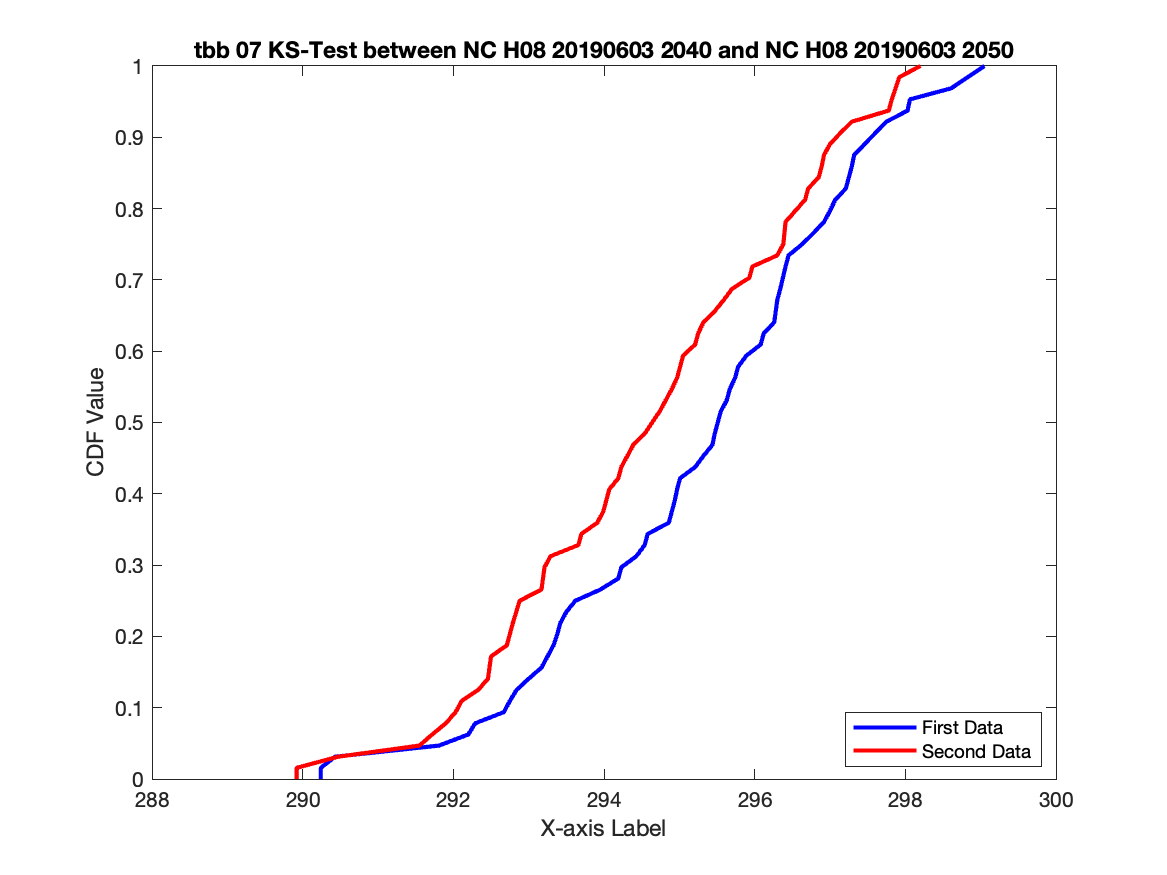 tbb 07 KS-Test between NC H08 20190603 2040 and NC H08 20190603 2050
1
0.9
0.8
0.7
0.6
0.5
0.4
0.3
0.2
0.1
0
CDF Value
First Data
Second Data
288 290 292 294 296 298 300
X-axis Label